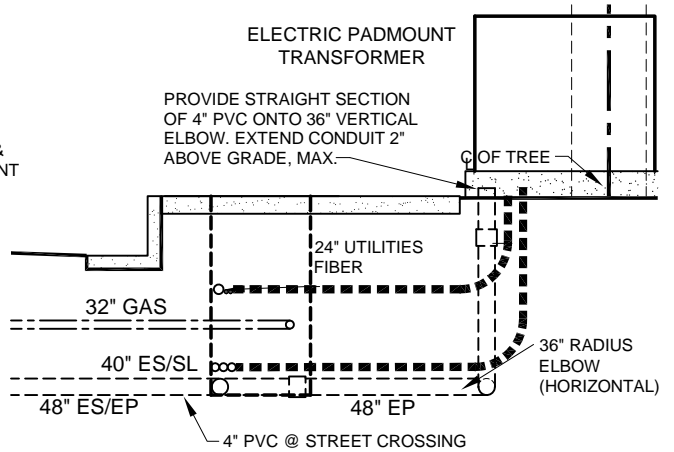 ELECTRIC PADMOUNT
TRANSFORMER
PROVIDE STRAIGHT SECTION
OF 4" PVC ONTO 36" VERTICAL
ELBOW. EXTEND CONDUIT 2"
ABOVE GRADE, MAX.
&
NT
C OF TREE
24" UTILITIES
FIBER
32" GAS
40" ES/SL
36" RADIUS
ELBOW
(HORIZONTAL)
48" ES/EP
48" EP
4" PVC @ STREET CROSSING